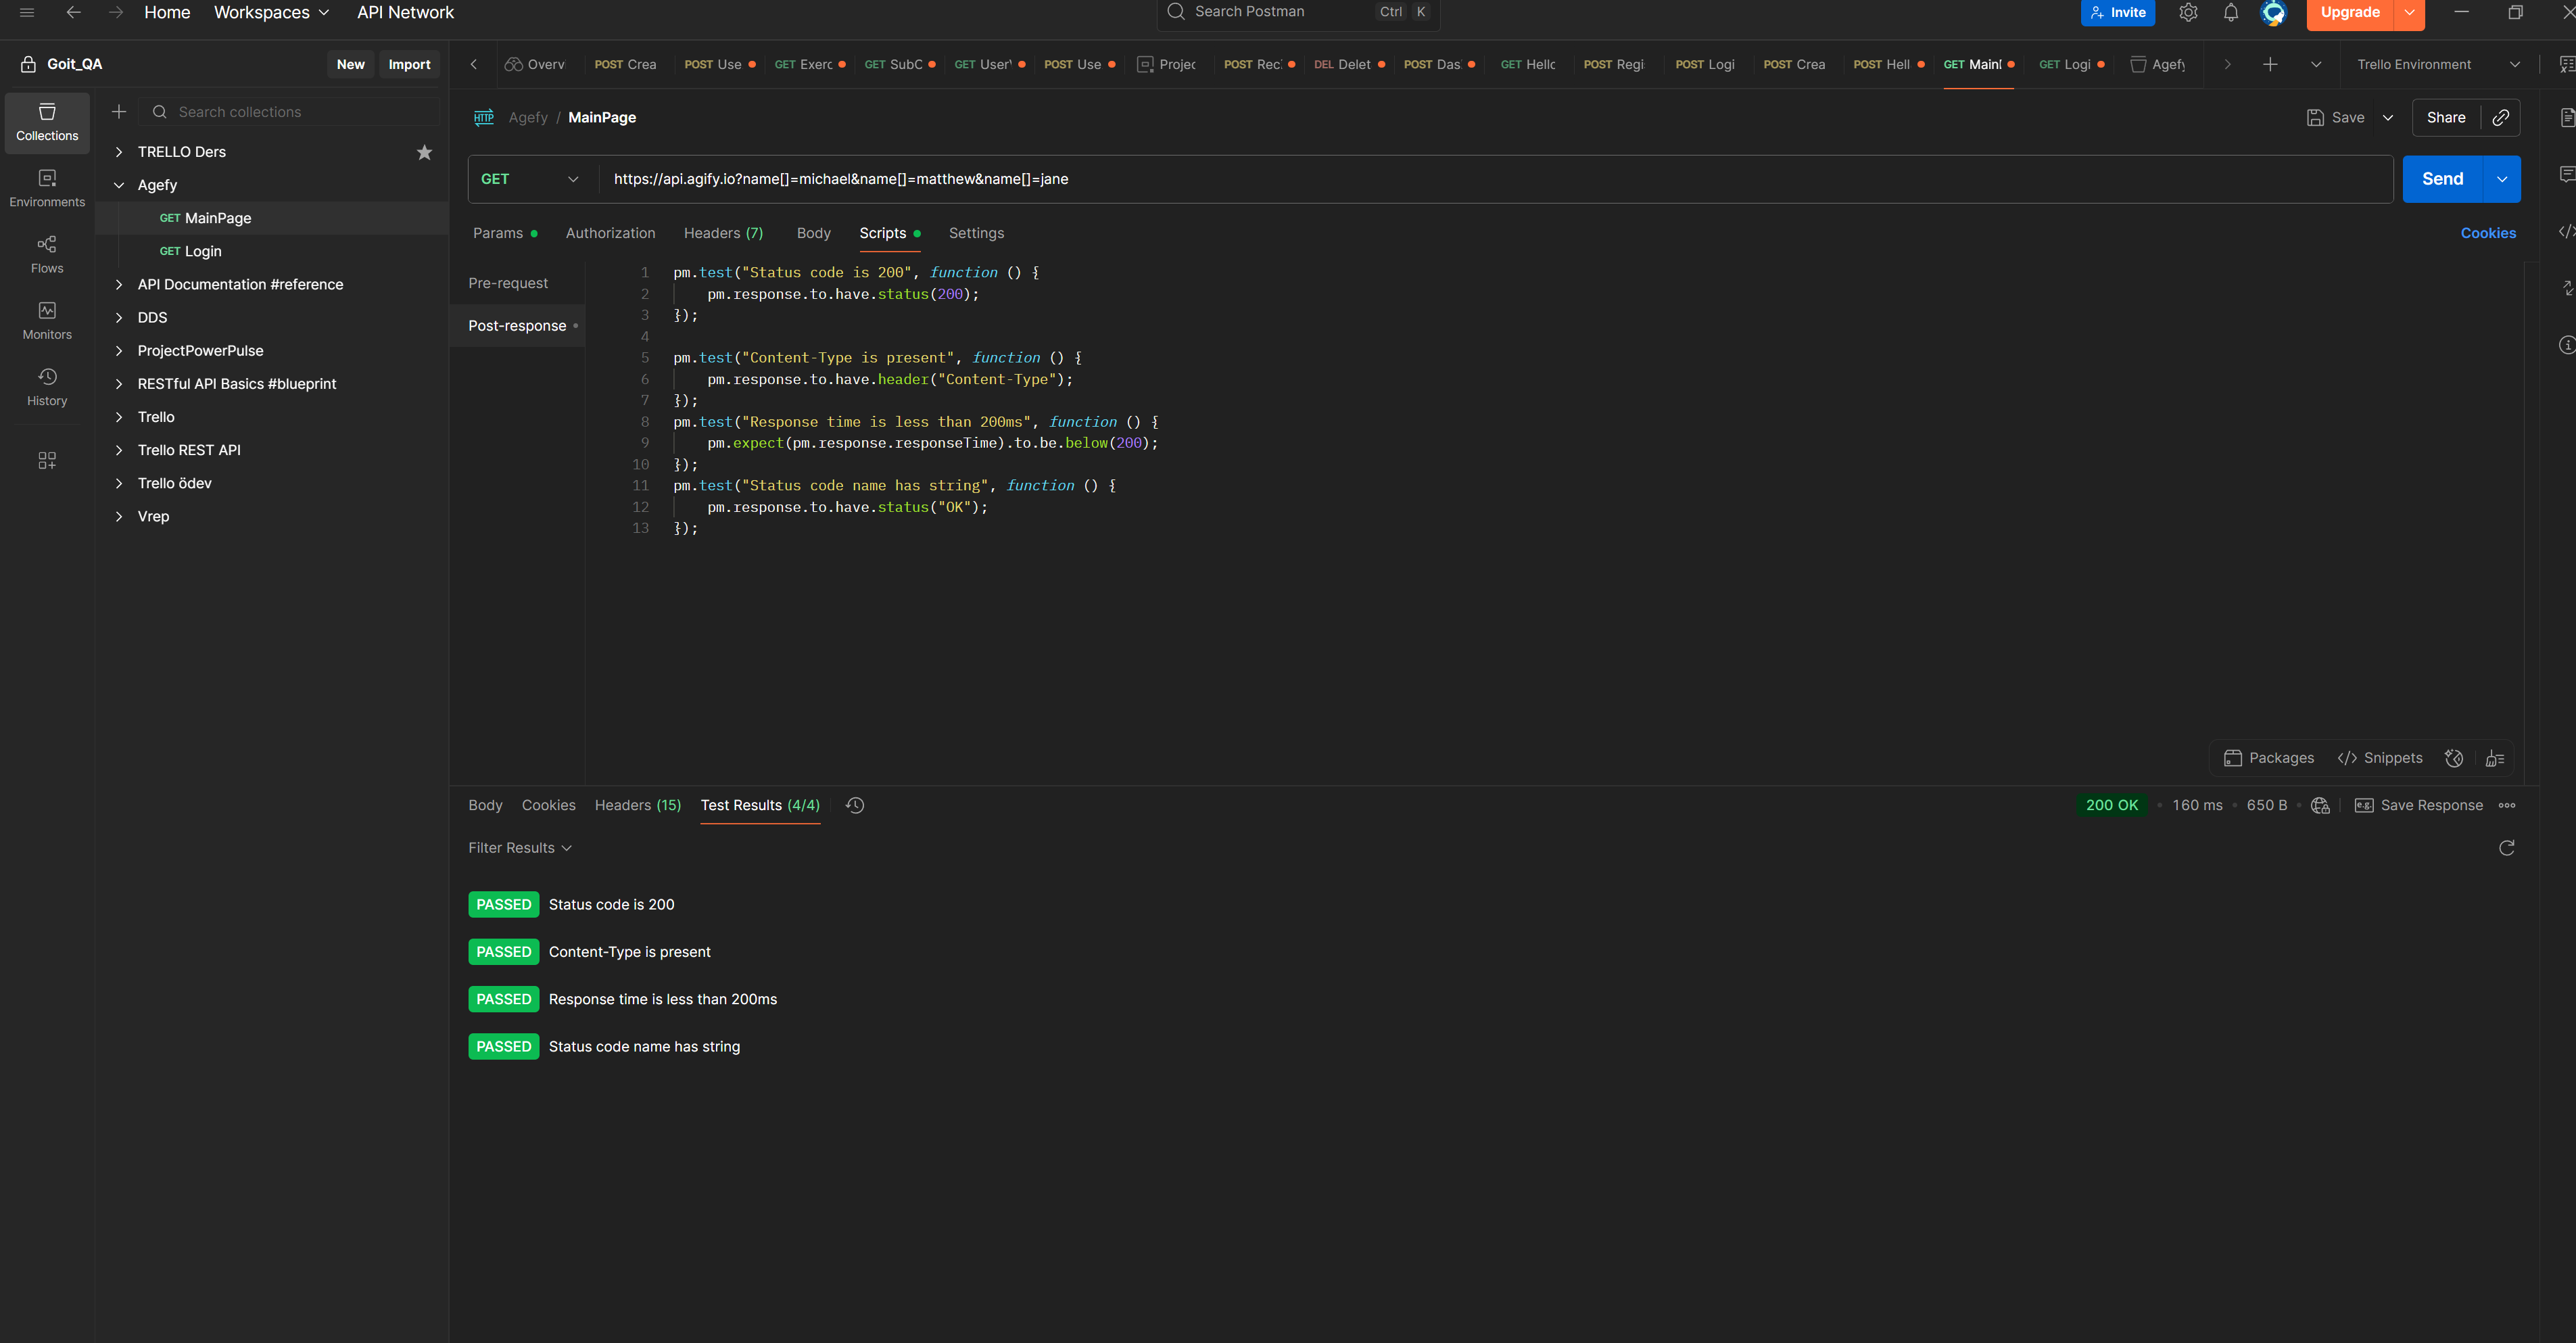 Home Workspaces API Network Search Postman Ctrl K Invite Upgrade
Goit_QA New Import
Overv POST Crea POST Use GET Exerc GET SubC GET User POST Use Projec POST Rec DEL Delet POST Das GET Hellc POST Regi POST Logi POST Crea POST Hell GET Main GET Logi Agefy Trello Environment
Collections
Environments
Flows
Monitors
History
Search collections
TRELLO Ders
Agefy
GET MainPage
GET Login
API Documentation #reference
DDS
ProjectPowerPulse
RESTful API Basics #blueprint
Trello
Trello REST API
Trello ödev
Vrep
HTTP Agefy / MainPage Save Share
GET https://api.agify.io?name[]=michael&name[]=matthew&name[]=jane Send
Params Authorization Headers (7) Body Scripts Settings Cookies
Pre-request
Post-response
1 pm.test("Status code is 200", function () {
2 pm.response.to.have.status(200);
3 });
4
5 pm.test("Content-Type is present", function () {
6 pm.response.to.have.header("Content-Type");
7 });
8 pm.test("Response time is less than 200ms", function () {
9 pm.expect(pm.response.responseTime).to.be.below(200);
10 });
11 pm.test("Status code name has string", function () {
12 pm.response.to.have.status("OK");
13 });
Packages </> Snippets
Body Cookies Headers (15) Test Results (4/4) 200 OK 160 ms 650 B e.g. Save Response
Filter Results
PASSED Status code is 200
PASSED Content-Type is present
PASSED Response time is less than 200ms
PASSED Status code name has string